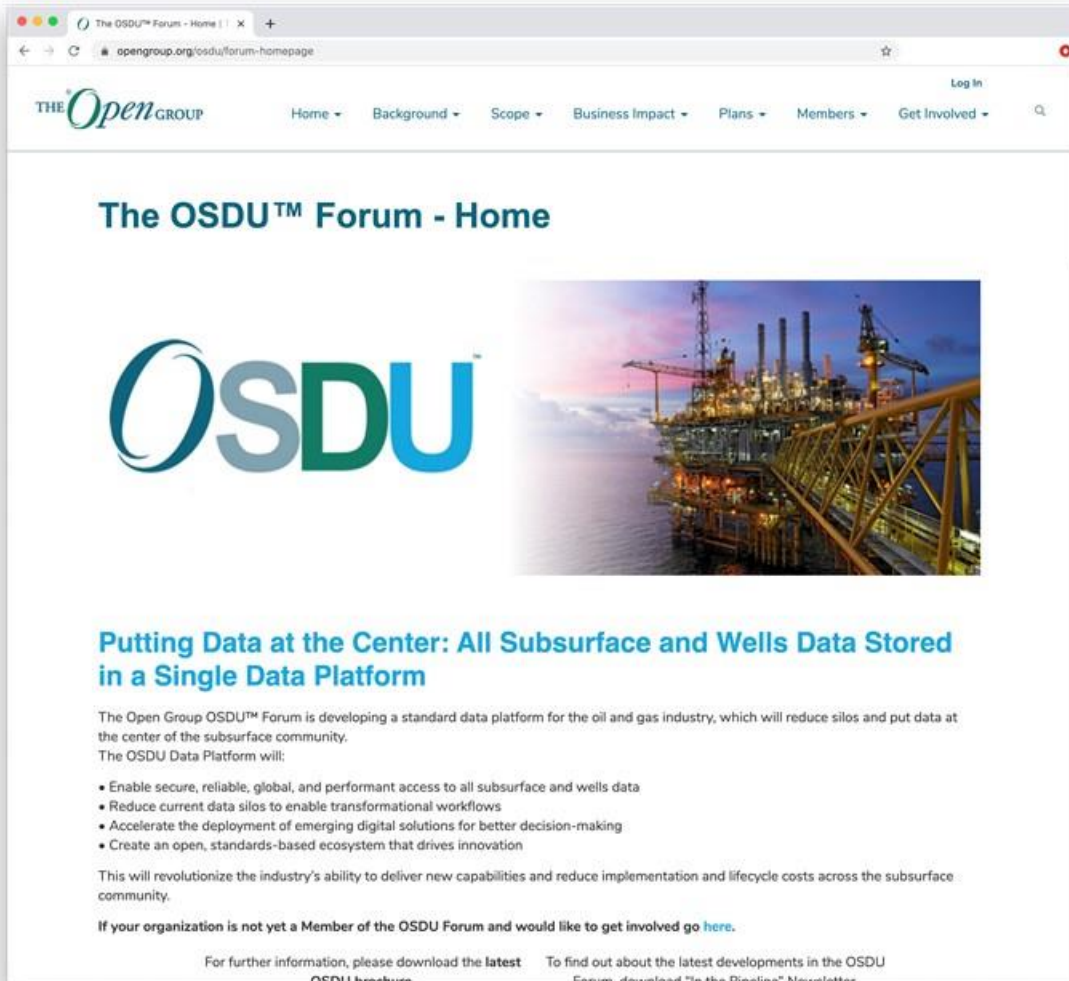 The OSDU™ Forum - Home |
opengroup.org/osdu/forum-homepage
Log In
THE Open GROUP
Home
Background
Scope
Business Impact
Plans
Members
Get Involved
The OSDU™ Forum - Home
OSDU™
Putting Data at the Center: All Subsurface and Wells Data Stored
in a Single Data Platform
The Open Group OSDU™ Forum is developing a standard data platform for the oil and gas industry, which will reduce silos and put data at
the center of the subsurface community.
The OSDU Data Platform will:
• Enable secure, reliable, global, and performant access to all subsurface and wells data
• Reduce current data silos to enable transformational workflows
• Accelerate the deployment of emerging digital solutions for better decision-making
• Create an open, standards-based ecosystem that drives innovation
This will revolutionize the industry's ability to deliver new capabilities and reduce implementation and lifecycle costs across the subsurface
community.
If your organization is not yet a Member of the OSDU Forum and would like to get involved go here.
For further information, please download the latest
OSDU brochure
To find out about the latest developments in the OSDU
Forum, download "In the Pipeline" Newsletter